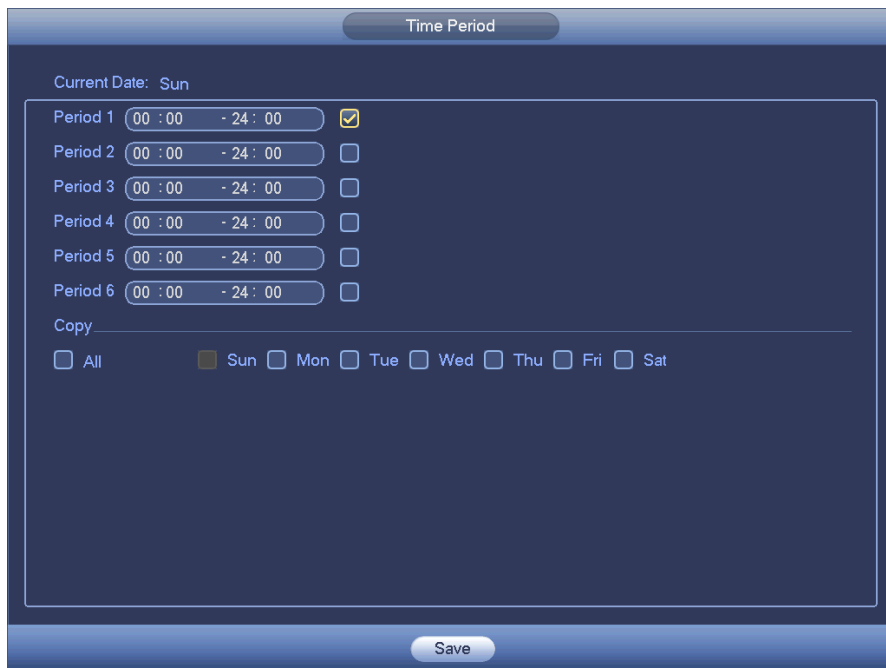 Time Period
Current Date: Sun
Period 1 00 :00 - 24: 00
Period 2 00 :00 - 24: 00
Period 3 00 :00 - 24: 00
Period 4 00 :00 - 24: 00
Period 5 00 :00 - 24: 00
Period 6 00 :00 - 24: 00
Copy
All Sun Mon Tue Wed Thu Fri Sat
Save